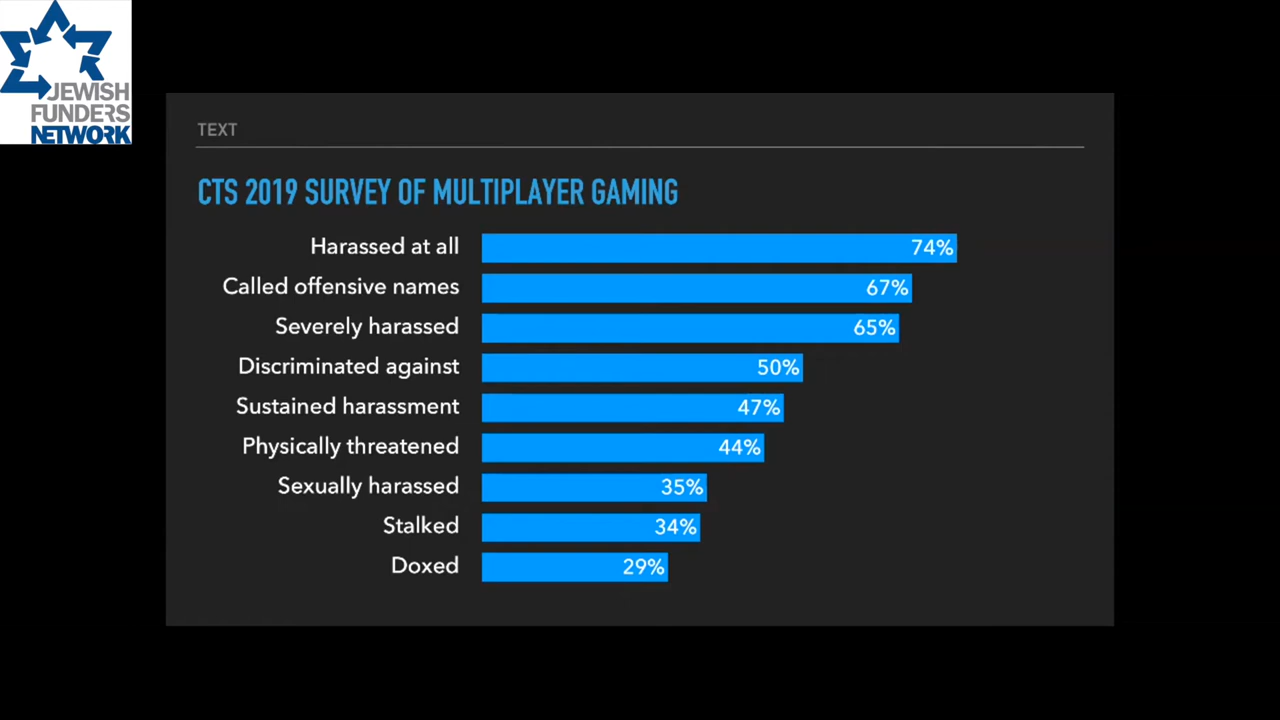 JEWISH
FUNDERS
NETWORK
TEXT
CTS 2019 SURVEY OF MULTIPLAYER GAMING
Harassed at all 74%
Called offensive names 67%
Severely harassed 65%
Discriminated against 50%
Sustained harassment 47%
Physically threatened 44%
Sexually harassed 35%
Stalked 34%
Doxed 29%